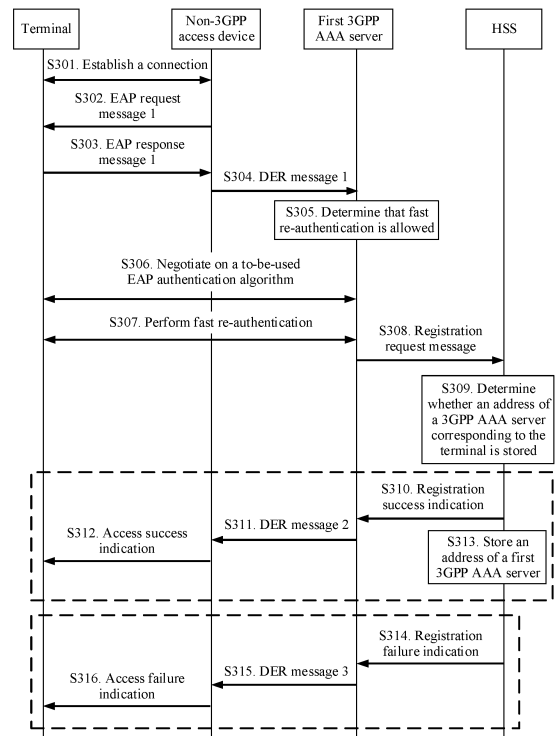 Terminal
Non-3GPP
access device
First 3GPP
AAA server
HSS
S301. Establish a connection
S302. EAP request
message 1
S303. EAP response
message 1
S304. DER message 1
S305. Determine that fast
re-authentication is allowed
S306. Negotiate on a to-be-used
EAP authentication algorithm
S307. Perform fast re-authentication
S308. Registration
request message
S309. Determine
whether an address of
a 3GPP AAA server
corresponding to the
terminal is stored
S310. Registration
success indication
S311. DER message 2
S312. Access success
indication
S313. Store an
address of a first
3GPP AAA server
S314. Registration
failure indication
S315. DER message 3
S316. Access failure
indication